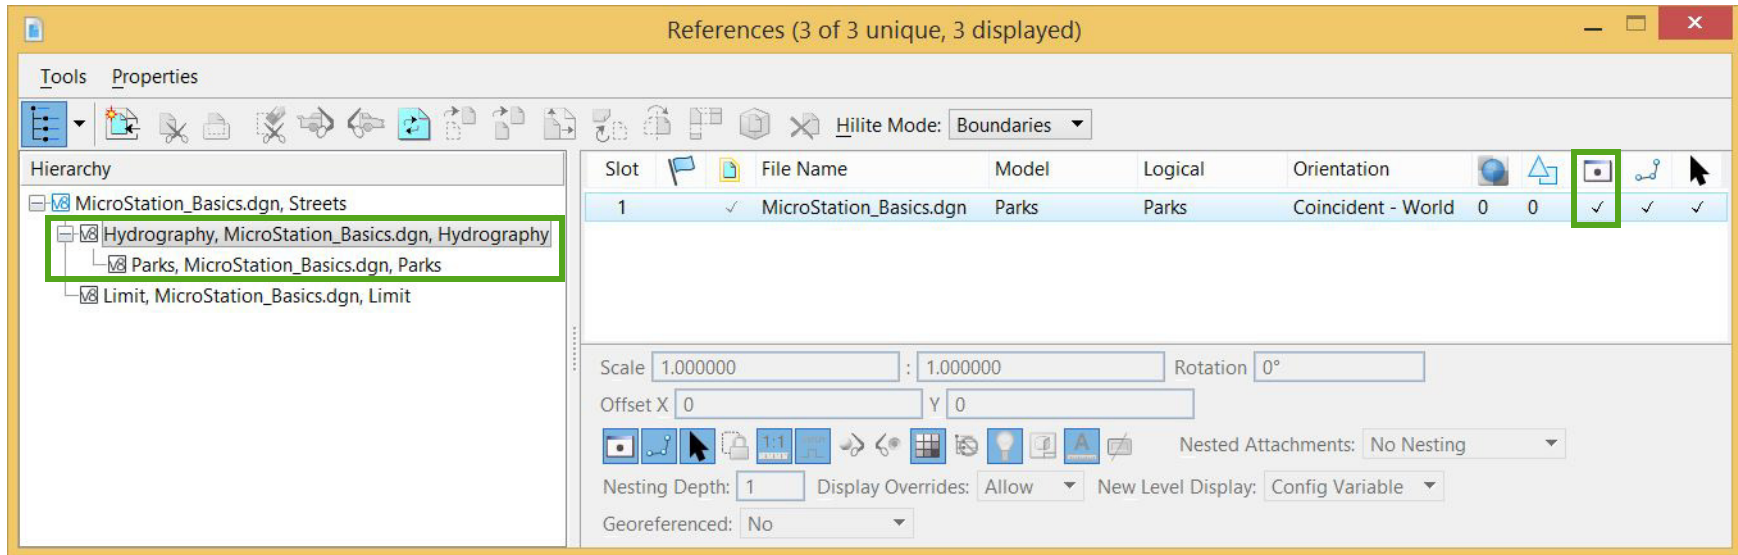 References (3 of 3 unique, 3 displayed)
Tools Properties
Hilite Mode: Boundaries
Hierarchy
MicroStation_Basics.dgn, Streets
Hydrography, MicroStation_Basics.dgn, Hydrography
Parks, MicroStation_Basics.dgn, Parks
Limit, MicroStation_Basics.dgn, Limit
Slot File Name Model Logical Orientation
1 MicroStation_Basics.dgn Parks Parks Coincident - World 0 0
Scale 1.000000 : 1.000000 Rotation 0°
Offset X 0 Y 0
1:1 A Nested Attachments: No Nesting
Nesting Depth: 1 Display Overrides: Allow New Level Display: Config Variable
Georeferenced: No